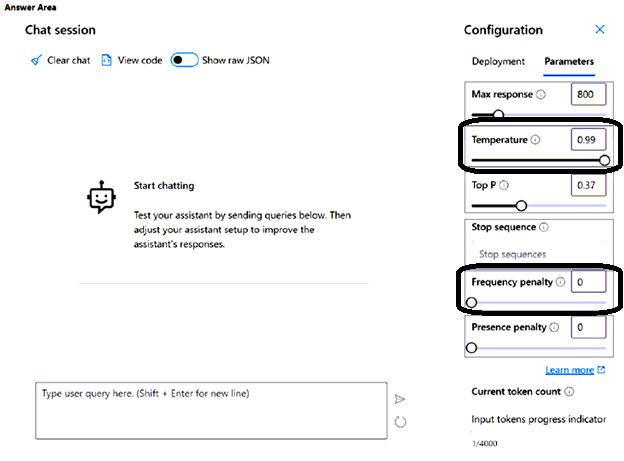 Answer Area
Chat session
Clear chat View code Show raw JSON
Start chatting
Test your assistant by sending queries below. Then
adjust your assistant setup to improve the
assistant's responses.
Type user query here. (Shift + Enter for new line)
Configuration
Deployment Parameters
Max response 800
Temperature 0.99
Top P 0.37
Stop sequence
Stop sequences
Frequency penalty 0
Presence penalty 0
Learn more
Current token count
Input tokens progress indicator
1/4000